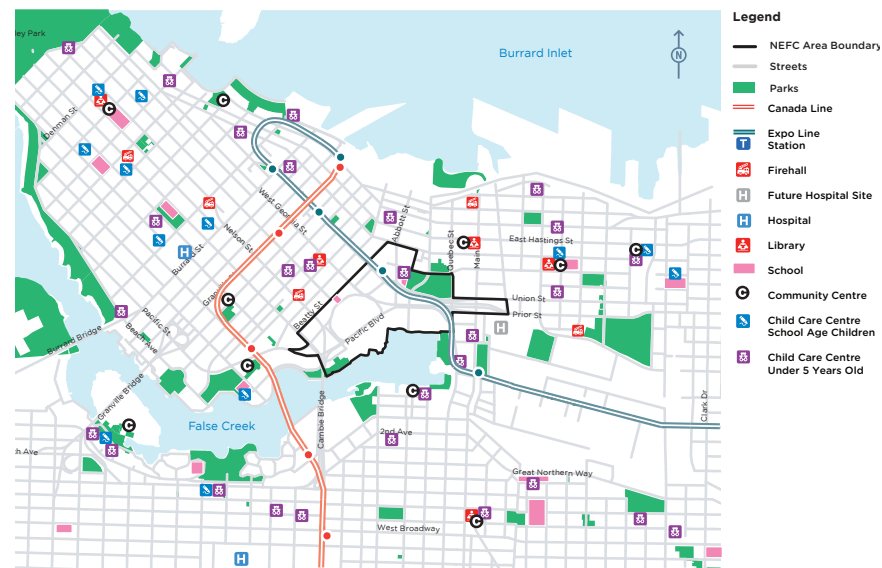 ley Park
Burrard Inlet
N
Denman St
West Georgia St
Nelson St
Burrard St
Abbott St
Quebec St
Main
East Hastings St
Union St
Prior St
Beatty St
Pacific Blvd
Pacific St
Beach Ave
Burrard Bridge
Granville Bridge
False Creek
Cambie Bridge
2nd Ave
Clark Dr
Great Northern Way
West Broadway
C
C
C
C
C
C
C
C
C
C
H
H
H
Legend
NEFC Area Boundary
Streets
Parks
Canada Line
Expo Line
T
Station
Firehall
H
Future Hospital Site
H
Hospital
Library
School
C
Community Centre
Child Care Centre
School Age Children
Child Care Centre
Under 5 Years Old